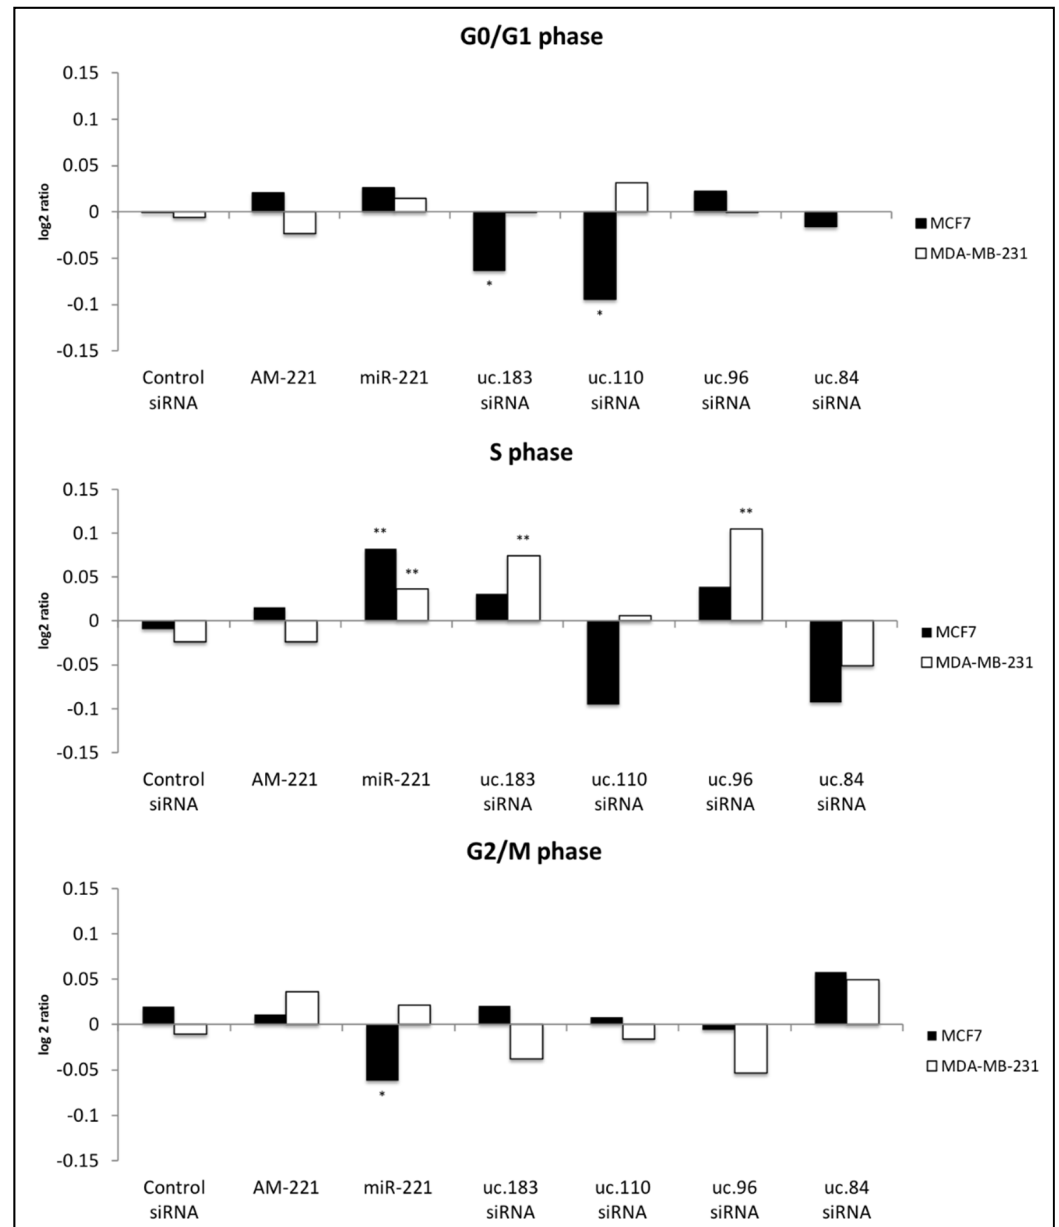 G0/G1 phase
0.15
0.1
0.05
0
-0.05
-0.1
-0.15
log2 ratio
*
*
MCF7
MDA-MB-231
Control siRNA
AM-221
miR-221
uc.183 siRNA
uc.110 siRNA
uc.96 siRNA
uc.84 siRNA
S phase
0.15
0.1
0.05
0
-0.05
-0.1
-0.15
log2 ratio
**
**
**
**
MCF7
MDA-MB-231
Control siRNA
AM-221
miR-221
uc.183 siRNA
uc.110 siRNA
uc.96 siRNA
uc.84 siRNA
G2/M phase
0.15
0.1
0.05
0
-0.05
-0.1
-0.15
log 2 ratio
*
MCF7
MDA-MB-231
Control siRNA
AM-221
miR-221
uc.183 siRNA
uc.110 siRNA
uc.96 siRNA
uc.84 siRNA